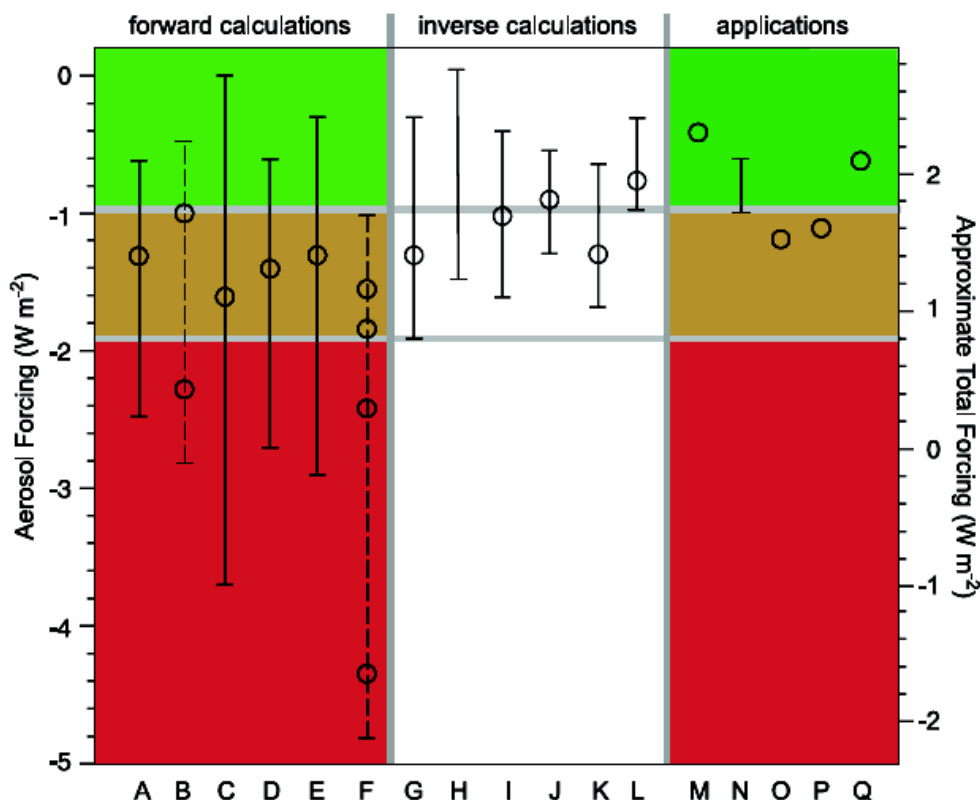 forward calculations inverse calculations applications
Aerosol Forcing (W m-2)
0
-1
-2
-3
-4
-5
2
1
0
-1
-2
Approximate Total Forcing (W m-2)
A B C D E F G H I J K L M N O P Q